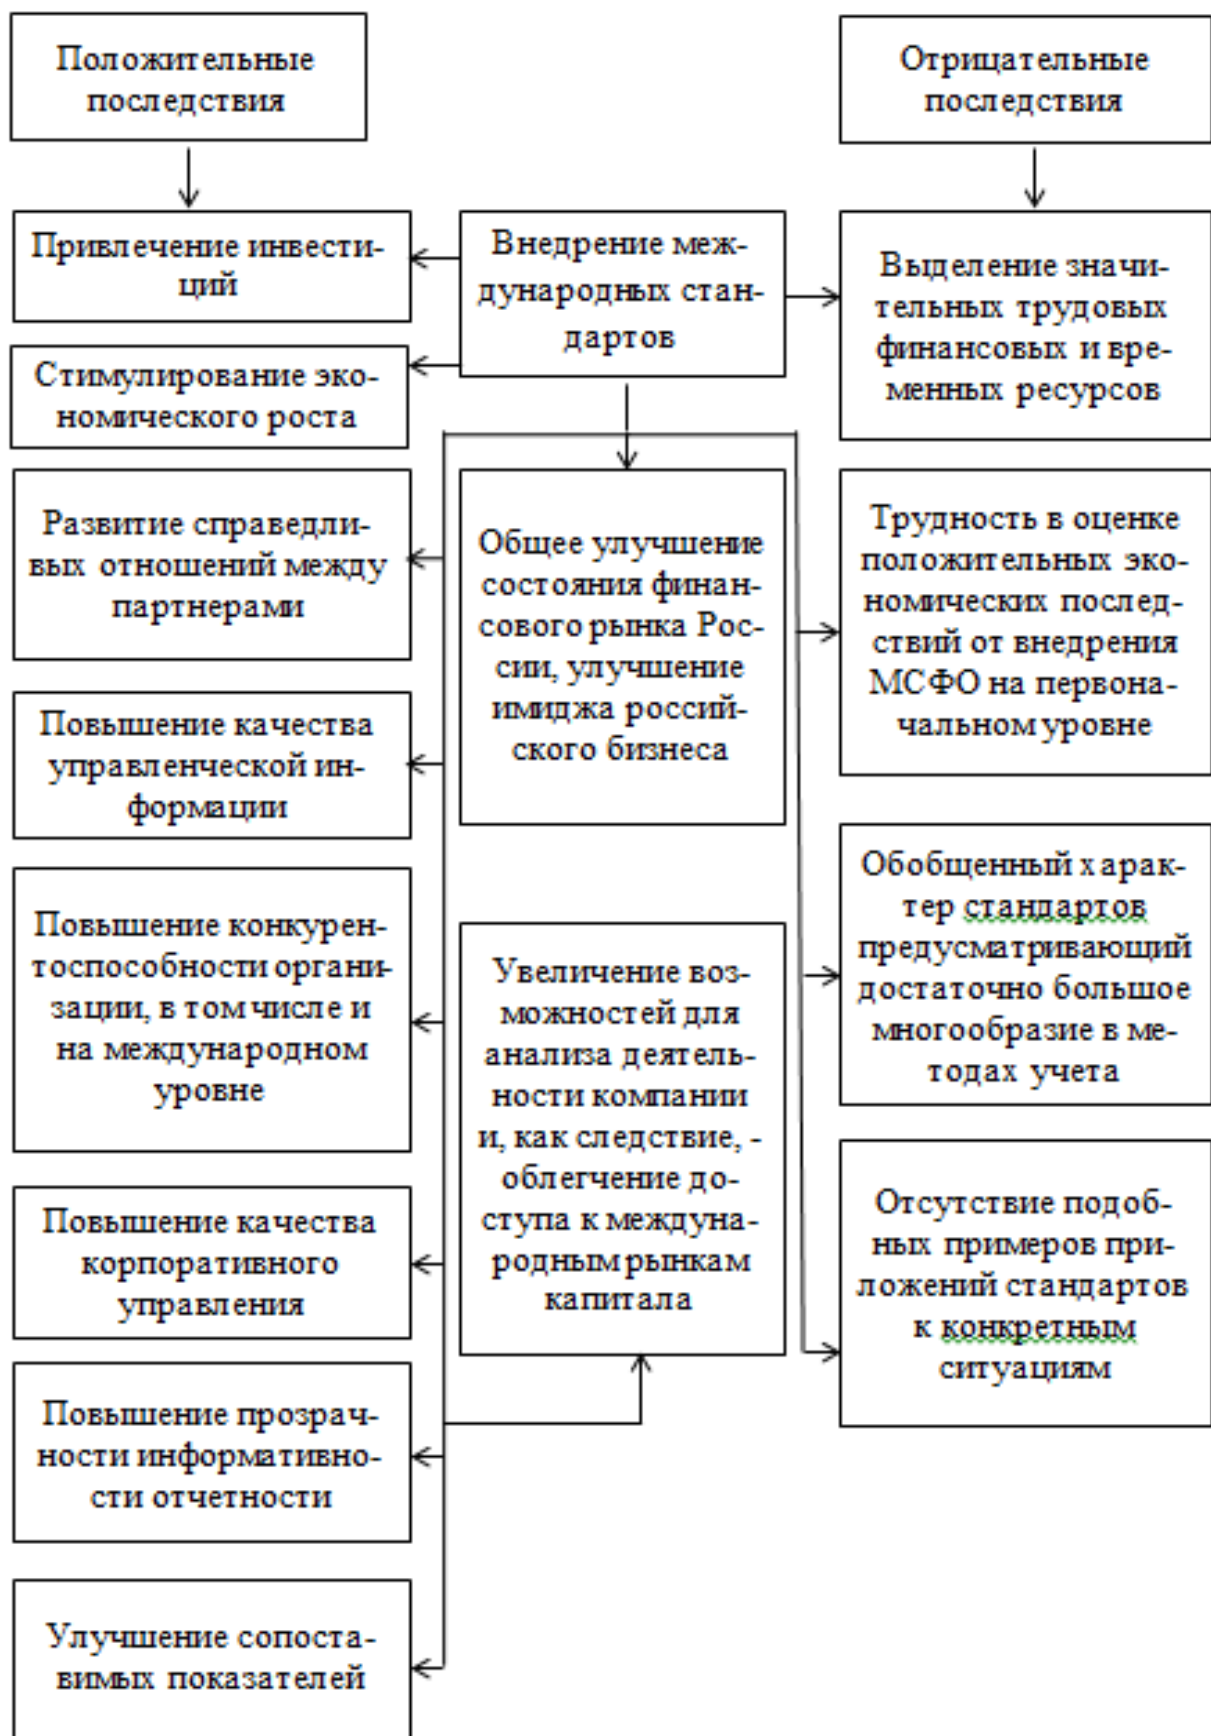 Положительные
последствия
Отрицательные
последствия
Привлечение инвести-
ций
Внедрение меж-
дународных стан-
дартов
Выделение значи-
тельных трудовых
финансовых и вре-
менных ресурсов
Стимулирование эко-
номического роста
Развитие справедли-
вых отношений между
партнерами
Общее улучшение
состояния финан-
сового рынка Рос-
сии, улучшение
имиджа россий-
ского бизнеса
Трудность в оценке
положительных эко-
номических послед-
ствий от внедрения
МСФО на первона-
чальном уровне
Повышение качества
управленческой ин-
формации
Обобщенный харак-
тер стандартов
предусматривающий
достаточно большое
многообразие в ме-
тодах учета
Повышение конкурен-
тоспособности органи-
зации, в том числе и
на международном
уровне
Увеличение воз-
можностей для
анализа деятель-
ности компании
и, как следствие, -
облегчение до-
ступа к междуна-
родным рынкам
капитала
Отсутствие подоб-
ных примеров при-
ложений стандартов
к конкретным
ситуациям
Повышение качества
корпоративного
управления
Повышение прозрач-
ности информативно-
сти отчетности
Улучшение сопоста-
вимых показателей